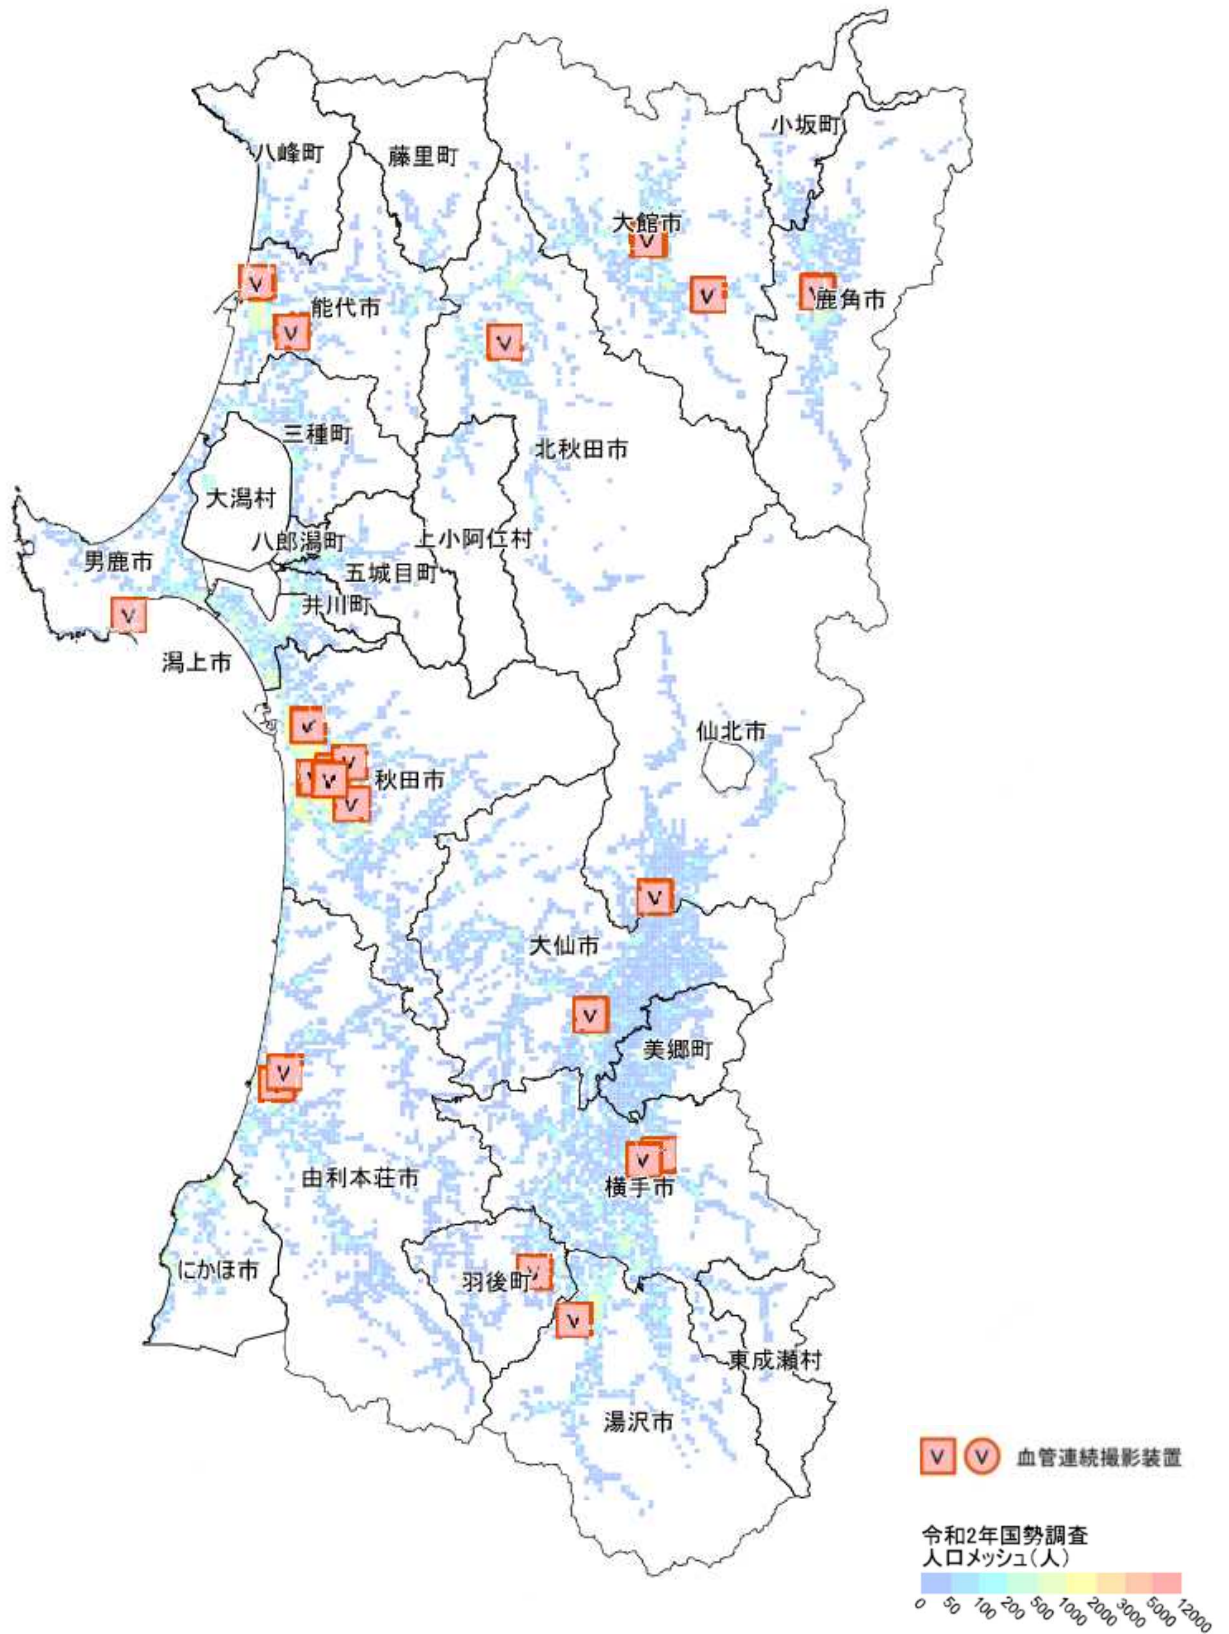 小坂町
八峰町
藤里町
大館市
V
V
V
鹿角市
V
能代市
V
V
三種町
北秋田市
大潟村
八郎潟町
上小阿仁村
男鹿市
五城目町
井川町
V
潟上市
V
仙北市
V
V
V
秋田市
V
V
大仙市
V
美郷町
V
V
横手市
由利本荘市
にかほ市
羽後町
V
V
東成瀬村
湯沢市
V V 血管連続撮影装置
令和2年国勢調査
人口メッシュ(人)
0 50 100 200 500 1000 2000 3000 5000 12000